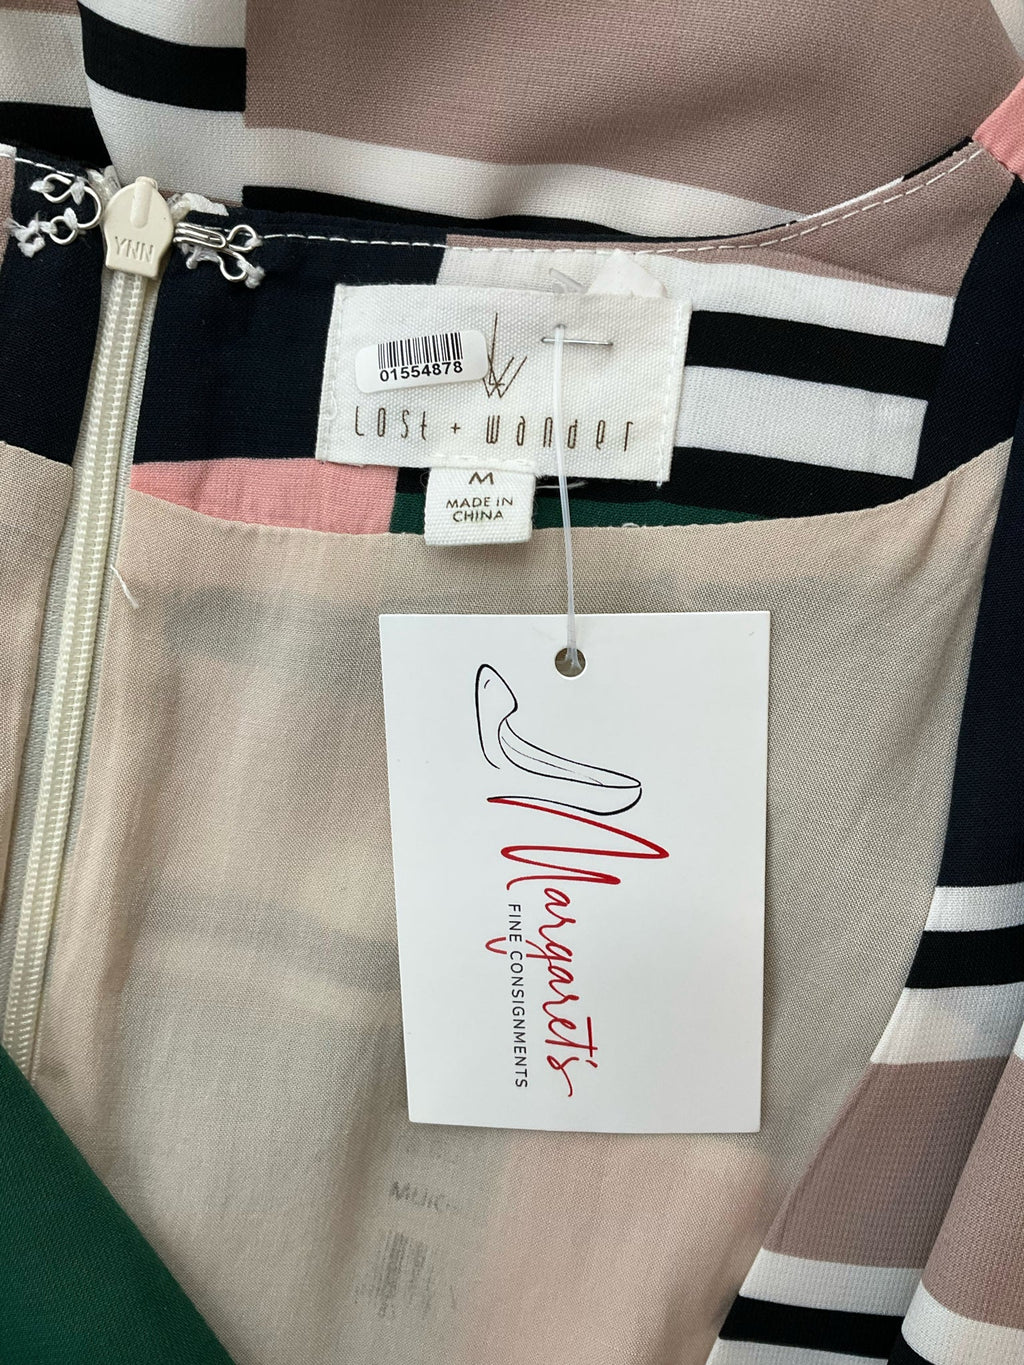 YNN
01554878
Lost + Wander
M
MADE IN
CHINA
Margaret's
FINE CONSIGNMENTS